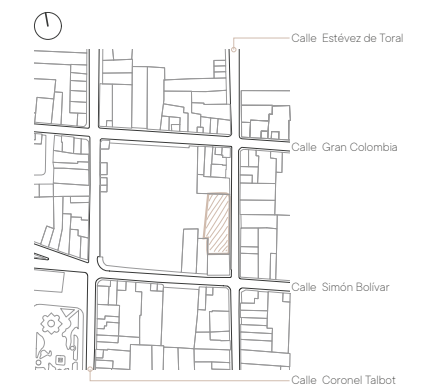 Calle Estévez de Toral
Calle Gran Colombia
Calle Simón Bolívar
Calle Coronel Talbot